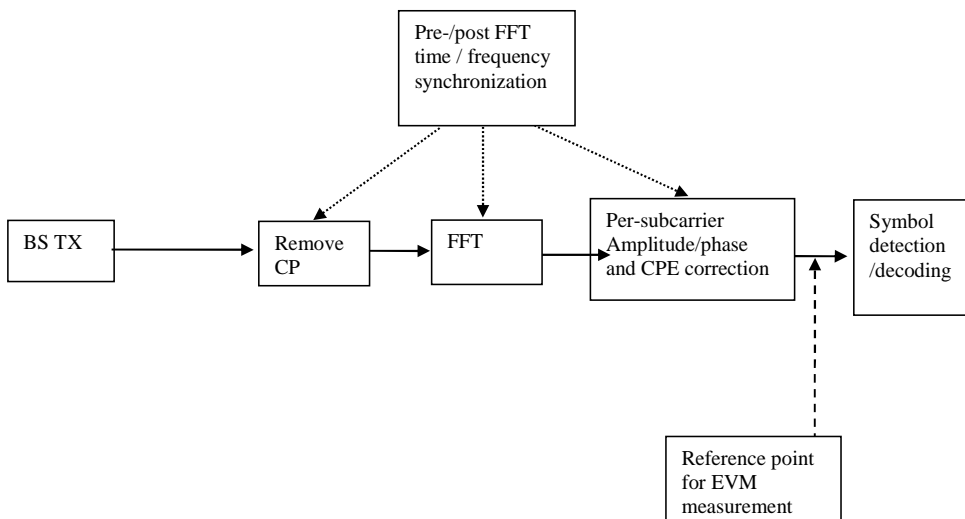 Pre-/post FFT
time / frequency
synchronization
BS TX
Remove
CP
FFT
Per-subcarrier
Amplitude/phase
and CPE correction
Symbol
detection
/decoding
Reference point
for EVM
measurement